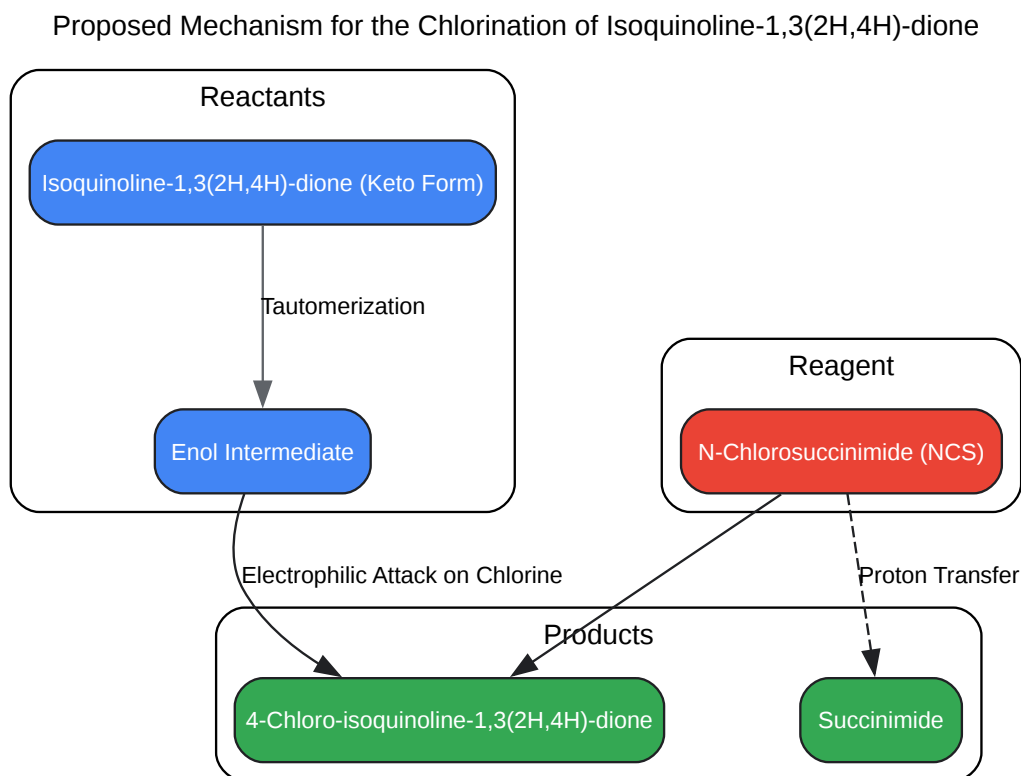 Proposed Mechanism for the Chlorination of Isoquinoline-1,3(2H,4H)-dione
Reactants
Isoquinoline-1,3(2H,4H)-dione (Keto Form)
Tautomerization
Reagent
Enol Intermediate
N-Chlorosuccinimide (NCS)
Electrophilic Attack on Chlorine
Proton Transfer
Products
4-Chloro-isoquinoline-1,3(2H,4H)-dione
Succinimide